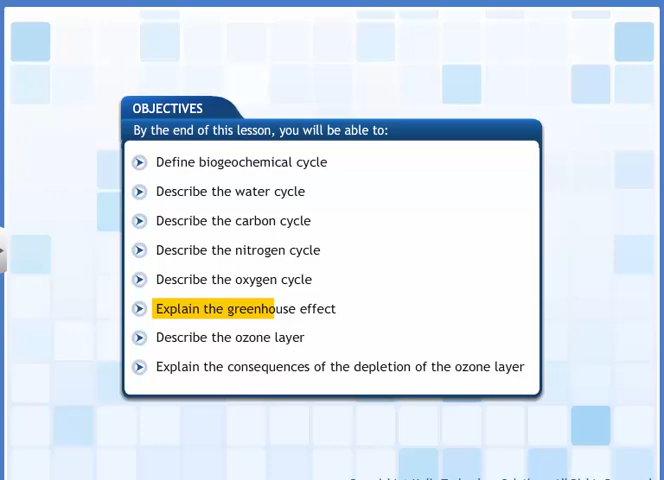 OBJECTIVES
By the end of this lesson, you will be able to:
Define biogeochemical cycle
Describe the water cycle
Describe the carbon cycle
Describe the nitrogen cycle
Describe the oxygen cycle
Explain the greenhouse effect
Describe the ozone layer
Explain the consequences of the depletion of the ozone layer